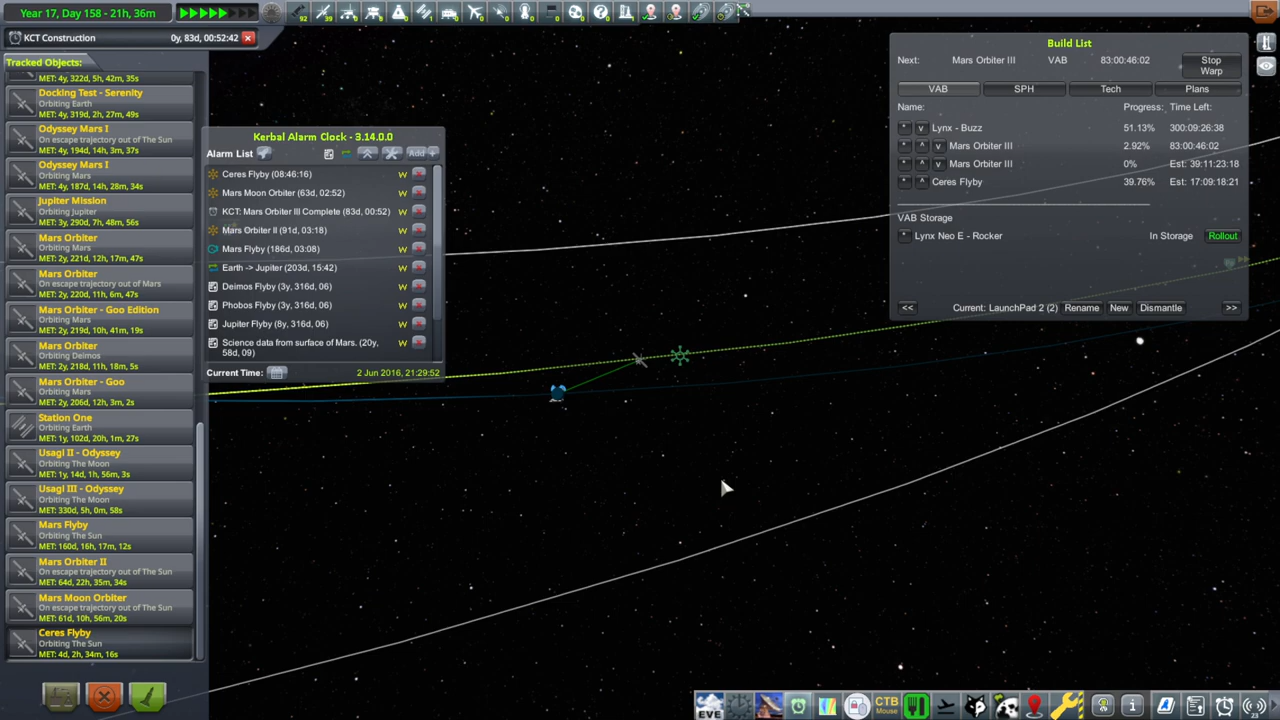 Year 17, Day 158 - 21h, 36m
KCT Construction 0y, 83d, 00:52:42
Tracked Objects:
MET: 4y, 322d, 5h, 42m, 35s
Docking Test - Serenity
Orbiting Earth
MET: 4y, 319d, 2h, 27m, 49s
Odyssey Mars I
On escape trajectory out of The Sun
MET: 4y, 194d, 14h, 3m, 37s
Odyssey Mars I
MET: 4y, 187d, 14h, 28m, 34s
Jupiter Mission
Orbiting Jupiter
MET: 3y, 290d, 7h, 48m, 56s
Mars Orbiter
Orbiting Mars
MET: 2y, 221d, 12h, 17m, 47s
Mars Orbiter
On escape trajectory out of Mars
MET: 2y, 220d, 11h, 6m, 47s
Mars Orbiter - Goo Edition
Orbiting Mars
MET: 2y, 219d, 10h, 41m, 19s
Mars Orbiter
Orbiting Deimos
MET: 2y, 218d, 11h, 18m, 5s
Mars Orbiter - Goo
Orbiting Mars
MET: 2y, 206d, 12h, 3m, 2s
Station One
Orbiting Earth
MET: 1y, 102d, 20h, 1m, 27s
Usagi II - Odyssey
Orbiting The Moon
MET: 1y, 14d, 1h, 56m, 3s
Usagi III - Odyssey
Orbiting The Moon
MET: 330d, 5h, 0m, 58s
Mars Flyby
Orbiting The Sun
MET: 160d, 16h, 17m, 12s
Mars Orbiter II
On escape trajectory out of The Sun
MET: 64d, 22h, 35m, 34s
Mars Moon Orbiter
On escape trajectory out of The Sun
MET: 61d, 10h, 56m, 20s
Ceres Flyby
Orbiting The Sun
MET: 4d, 2h, 34m, 16s
Kerbal Alarm Clock - 3.14.0.0
Alarm List Add +
Ceres Flyby (08:46:16) W
Mars Moon Orbiter (63d, 02:52) W
KCT: Mars Orbiter III Complete (83d, 00:52) W
Mars Orbiter II (91d, 03:18) W
Mars Flyby (186d, 03:08) W
Earth -> Jupiter (203d, 15:42) W
Deimos Flyby (3y, 316d, 06) W
Phobos Flyby (3y, 316d, 06) W
Jupiter Flyby (8y, 316d, 06) W
Science data from surface of Mars. (20y, 58d, 09) W
Current Time: 2 Jun 2016, 21:29:52
Build List
Next: Mars Orbiter III VAB 83:00:46:02 Stop Warp
VAB SPH Tech Plans
Name: Progress: Time Left:
* v Lynx - Buzz 51.13% 300:09:26:38
* ^ v Mars Orbiter III 2.92% 83:00:46:02
* ^ v Mars Orbiter III 0% Est: 39:11:23:18
* ^ Ceres Flyby 39.76% Est: 17:09:18:21
VAB Storage
* Lynx Neo E - Rocker In Storage Rollout
<< Current: LaunchPad 2 (2) Rename New Dismantle >>
EVE
CTB
Mouse
23